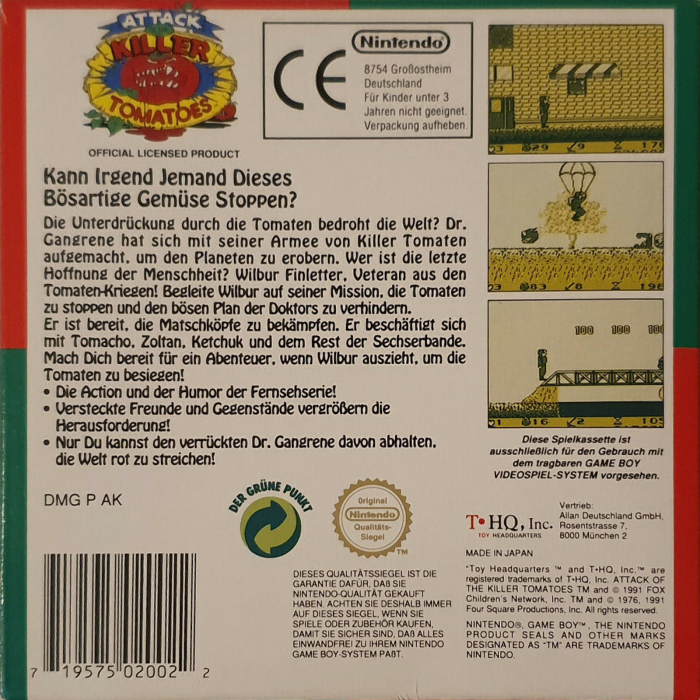 ATTACK
OF THE
KILLER
TOMATOES
OFFICIAL LICENSED PRODUCT
CE
Nintendo®
8754 Großostheim
Deutschland
Für Kinder unter 3
Jahren nicht geeignet.
Verpackung aufheben.
Kann Irgend Jemand Dieses
Bösartige Gemüse Stoppen?
Die Unterdrückung durch die Tomaten bedroht die Welt? Dr.
Gangrene hat sich mit seiner Armee von Killer Tomaten
aufgemacht, um den Planeten zu erobern. Wer ist die letzte
Hoffnung der Menschheit? Wilbur Finletter, Veteran aus den
Tomaten-Kriegen! Begleite Wilbur auf seiner Mission, die Tomaten
zu stoppen und den bösen Plan der Doktors zu verhindern.
Er ist bereit, die Matschköpfe zu bekämpfen. Er beschäftigt sich
mit Tomacho, Zoltan, Ketchuk und dem Rest der Sechserbande.
Mach Dich bereit für ein Abenteuer, wenn Wilbur auszieht, um die
Tomaten zu besiegen!
• Die Action und der Humor der Fernsehserie!
• Versteckte Freunde und Gegenstände vergrößern die
Herausforderung!
• Nur Du kannst den verrückten Dr. Gangrene davon abhalten,
die Welt rot zu streichen!
29 9
83 8 196
100 100
16 2
Diese Spielkassette ist
ausschließlich für den Gebrauch mit
dem tragbaren GAME BOY
VIDEOSPIEL-SYSTEM vorgesehen.
DMG P AK
DER GRÜNE PUNKT
Original
Nintendo
Qualitäts-
Siegel
TM
T•HQ, Inc.
TOY HEADQUARTERS
Vertrieb:
Allan Deutschland GmbH,
Rosentstrasse 7,
8000 München 2
MADE IN JAPAN
"Toy Headquarters ™ and T•HQ, Inc.™ are
registered trademarks of T•HQ, Inc. ATTACK OF
THE KILLER TOMATOES TM and © 1991 FOX
Children's Network, Inc. TM and © 1976, 1991
Four Square Productions, Inc. All rights reserved.
NINTENDO®, GAME BOY™, THE NINTENDO
PRODUCT SEALS AND OTHER MARKS
DESIGNATED AS "TM" ARE TRADEMARKS OF
NINTENDO.
DIESES QUALITÄTSSIEGEL IST DIE
GARANTIE DAFÜR, DAß SIE
NINTENDO-QUALITÄT GEKAUFT
HABEN. ACHTEN SIE DESHALB IMMER
AUF DIESES SIEGEL, WENN SIE
SPIELE ODER ZUBEHÖR KAUFEN,
DAMIT SIE SICHER SIND, DAß ALLES
EINWANDFREI ZU IHREM NINTENDO
GAME BOY-SYSTEM PAßT.
7 19575 02002 2